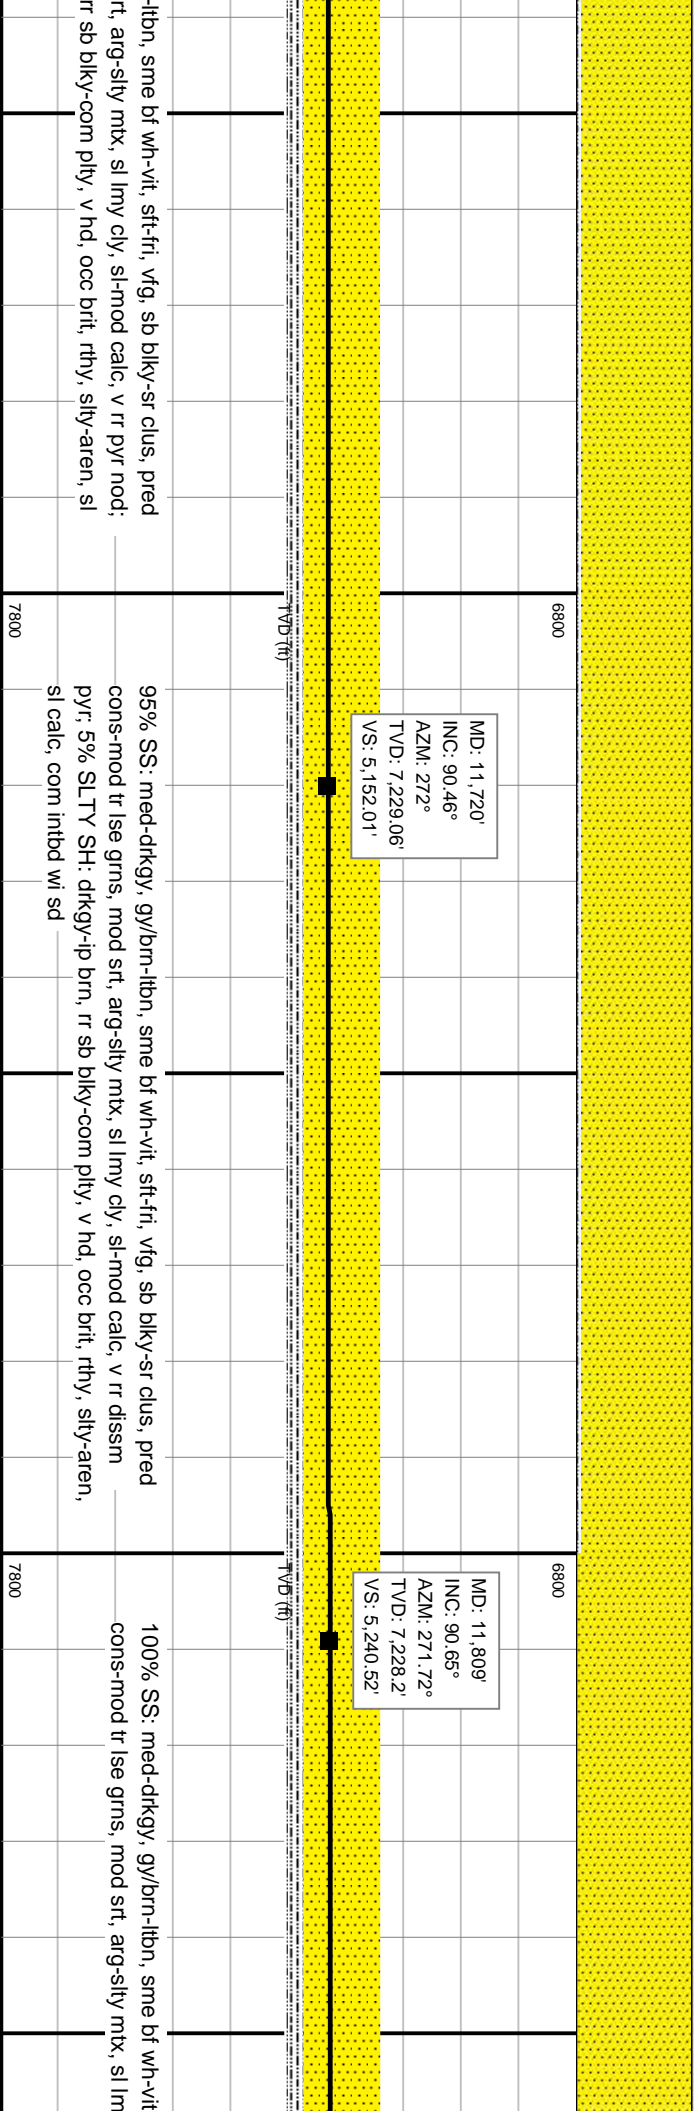 -ltbn, sme bf wh-vit, sft-fri, vfg, sb blky-sr clus, pred
rt, arg-slty mtx, sl lmy cly, sl-mod calc, v rr pyr nod;
rr sb blky-com plty, v hd, occ brit, rthy, slty-aren, sl
6800
TVD (ft)
7800
MD: 11,720'
INC: 90.46°
AZM: 272°
TVD: 7,229.06'
VS: 5,152.01'
95% SS: med-drkgy, gy/brn-ltbn, sme bf wh-vit, sft-fri, vfg, sb blky-sr clus, pred
cons-mod tr lse grns, mod srt, arg-slty mtx, sl lmy cly, sl-mod calc, v rr dissm
pyr; 5% SLTY SH: drkgy-ip brn, rr sb blky-com plty, v hd, occ brit, rthy, slty-aren,
sl calc, com intbd wi sd
6800
TVD (ft)
7800
MD: 11,809'
INC: 90.65°
AZM: 271.72°
TVD: 7,228.2'
VS: 5,240.52'
100% SS: med-drkgy, gy/brn-ltbn, sme bf wh-vit
cons-mod tr lse grns, mod srt, arg-slty mtx, sl lm